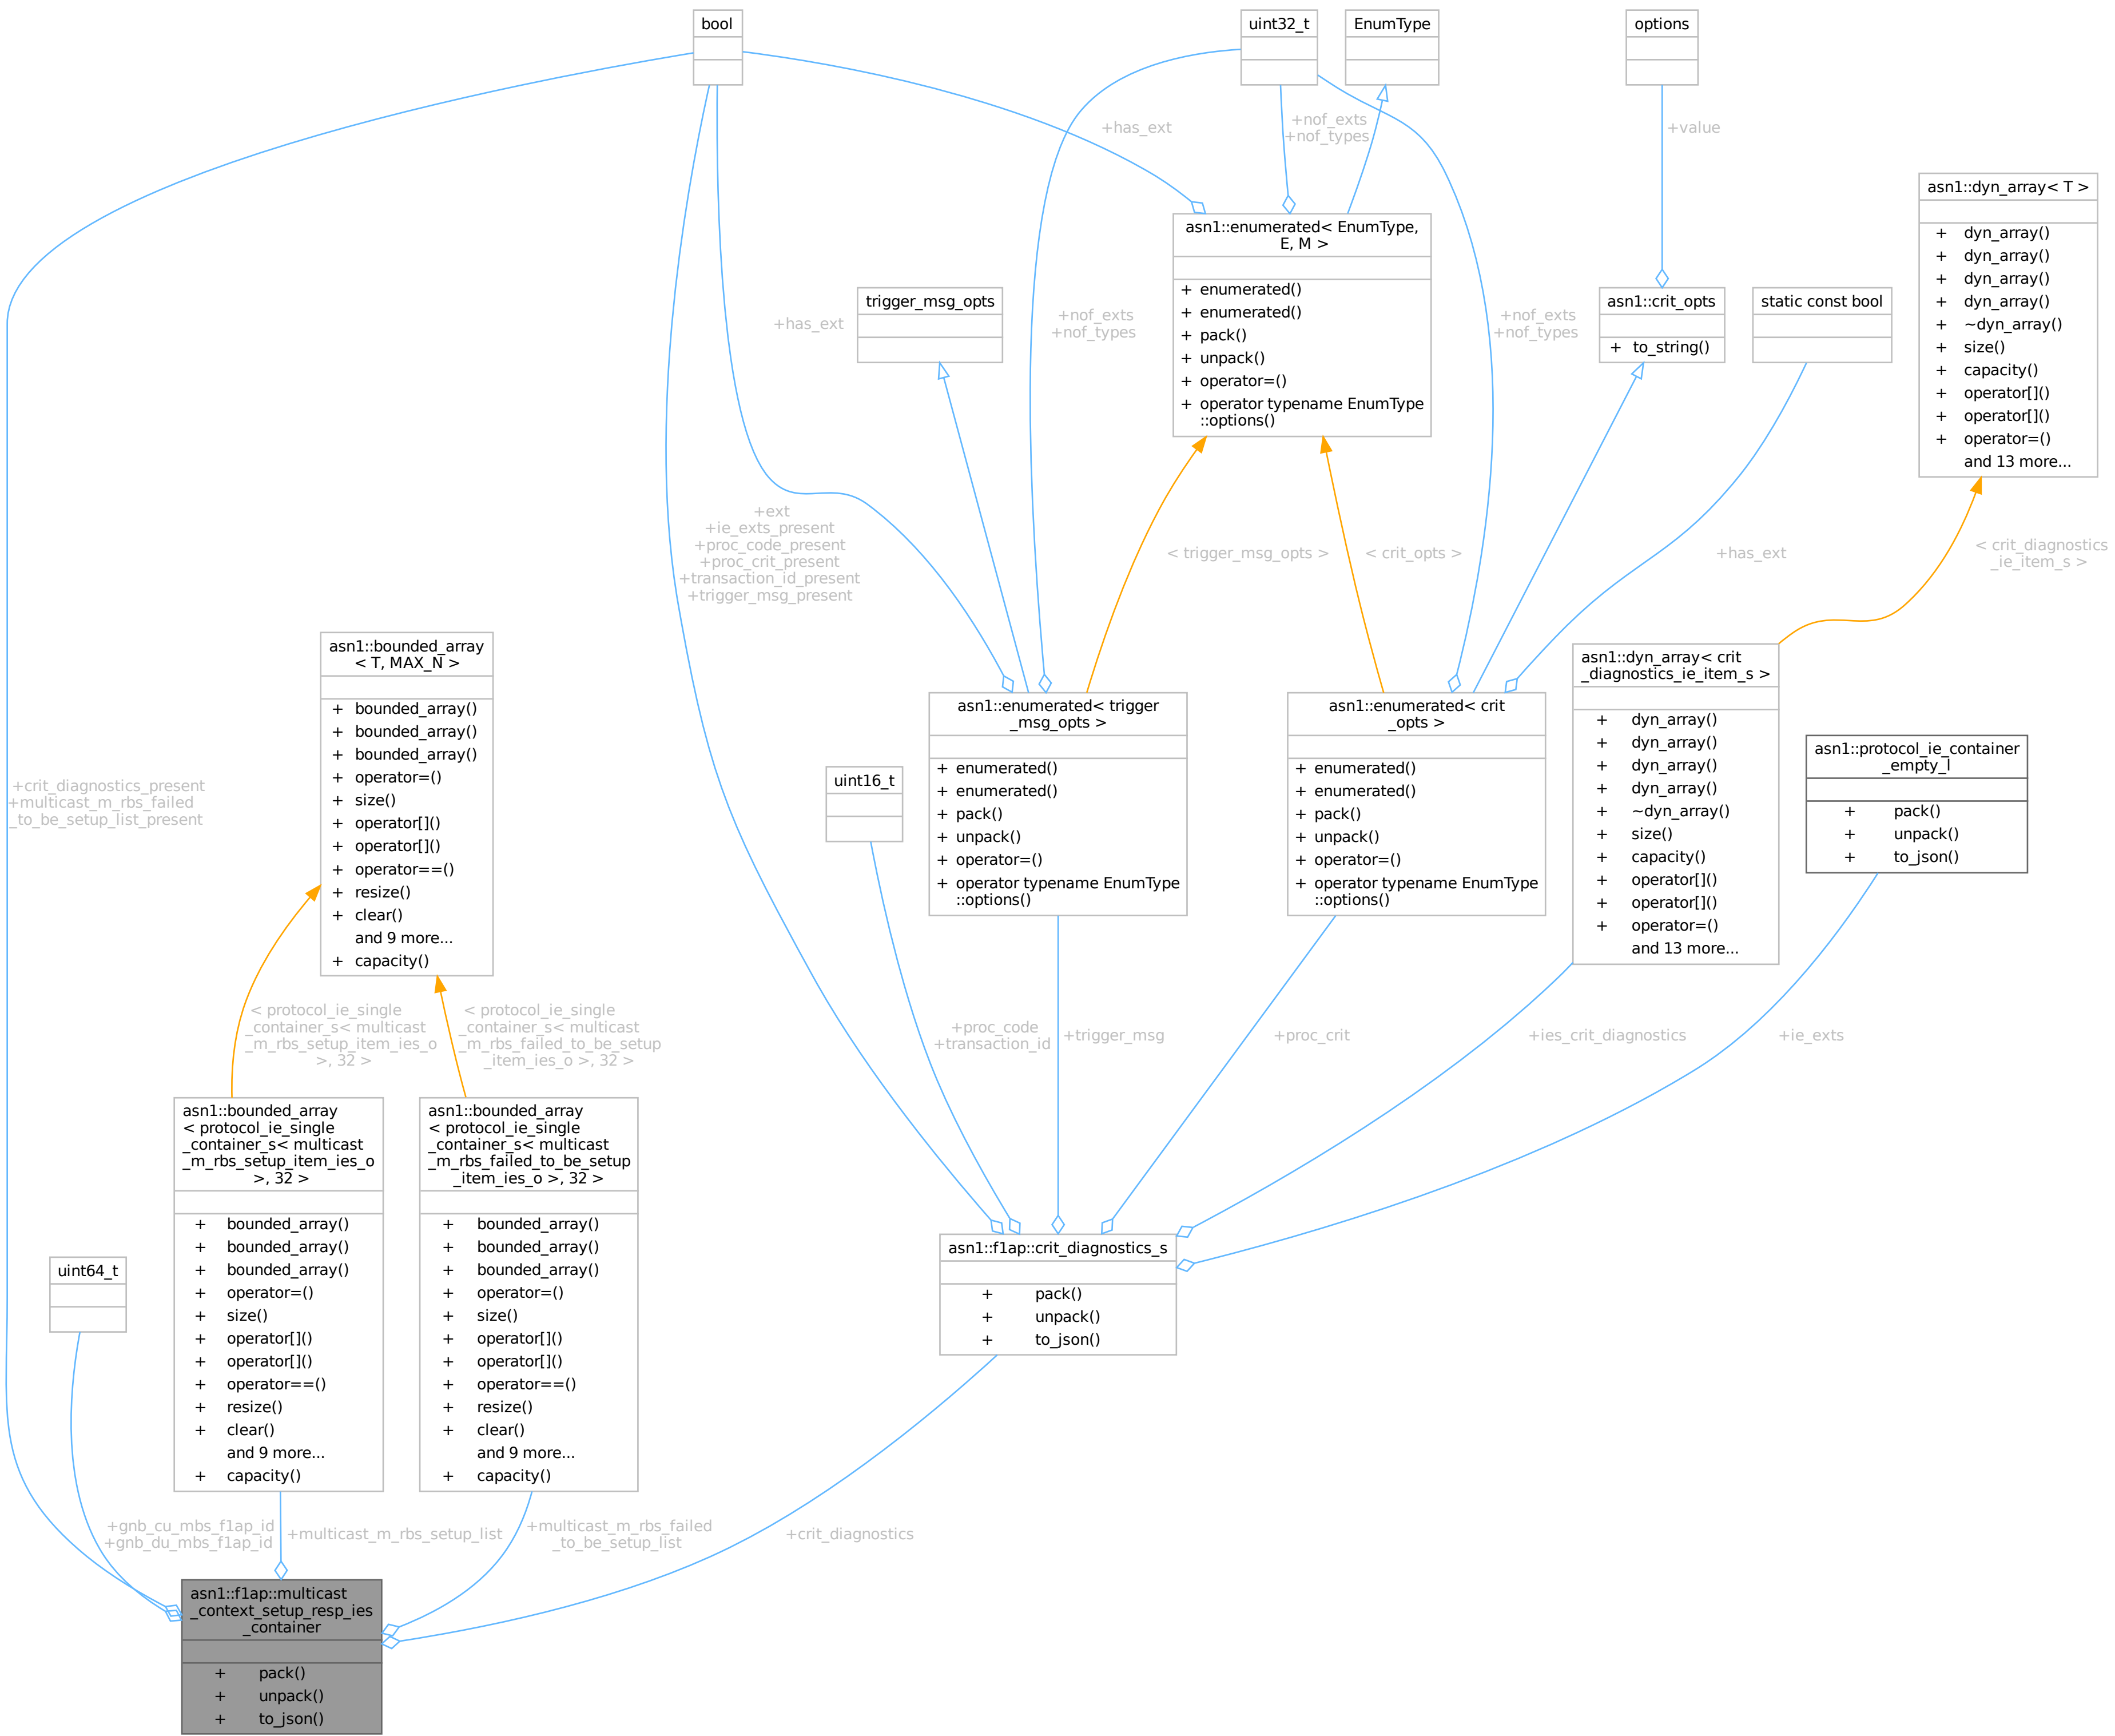 bool
uint32_t
EnumType
options
+has_ext
+nof_exts
+nof_types
+value
asn1::dyn_array< T >
+ dyn_array()
+ dyn_array()
+ dyn_array()
+ dyn_array()
+ ~dyn_array()
+ size()
+ capacity()
+ operator[]()
+ operator[]()
+ operator=()
and 13 more...
asn1::enumerated< EnumType,
E, M >
+ enumerated()
+ enumerated()
+ pack()
+ unpack()
+ operator=()
+ operator typename EnumType
::options()
trigger_msg_opts
+has_ext
+nof_exts
+nof_types
+nof_exts
+nof_types
asn1::crit_opts
+ to_string()
static const bool
+ext
+ie_exts_present
+proc_code_present
+proc_crit_present
+transaction_id_present
+trigger_msg_present
< trigger_msg_opts >
< crit_opts >
+has_ext
< crit_diagnostics
_ie_item_s >
asn1::bounded_array
< T, MAX_N >
+ bounded_array()
+ bounded_array()
+ bounded_array()
+ operator=()
+ size()
+ operator[]()
+ operator[]()
+ operator==()
+ resize()
+ clear()
and 9 more...
+ capacity()
+crit_diagnostics_present
+multicast_m_rbs_failed
_to_be_setup_list_present
uint16_t
asn1::enumerated< trigger
_msg_opts >
+ enumerated()
+ enumerated()
+ pack()
+ unpack()
+ operator=()
+ operator typename EnumType
::options()
asn1::enumerated< crit
_opts >
+ enumerated()
+ enumerated()
+ pack()
+ unpack()
+ operator=()
+ operator typename EnumType
::options()
asn1::dyn_array< crit
_diagnostics_ie_item_s >
+ dyn_array()
+ dyn_array()
+ dyn_array()
+ dyn_array()
+ ~dyn_array()
+ size()
+ capacity()
+ operator[]()
+ operator[]()
+ operator=()
and 13 more...
asn1::protocol_ie_container
_empty_l
+ pack()
+ unpack()
+ to_json()
< protocol_ie_single
_container_s< multicast
_m_rbs_setup_item_ies_o
>, 32 >
< protocol_ie_single
_container_s< multicast
_m_rbs_failed_to_be_setup
_item_ies_o >, 32 >
+proc_code
+transaction_id
+trigger_msg
+proc_crit
+ies_crit_diagnostics
+ie_exts
asn1::bounded_array
< protocol_ie_single
_container_s< multicast
_m_rbs_setup_item_ies_o
>, 32 >
+ bounded_array()
+ bounded_array()
+ bounded_array()
+ operator=()
+ size()
+ operator[]()
+ operator[]()
+ operator==()
+ resize()
+ clear()
and 9 more...
+ capacity()
asn1::bounded_array
< protocol_ie_single
_container_s< multicast
_m_rbs_failed_to_be_setup
_item_ies_o >, 32 >
+ bounded_array()
+ bounded_array()
+ bounded_array()
+ operator=()
+ size()
+ operator[]()
+ operator[]()
+ operator==()
+ resize()
+ clear()
and 9 more...
+ capacity()
uint64_t
asn1::f1ap::crit_diagnostics_s
+ pack()
+ unpack()
+ to_json()
+gnb_cu_mbs_f1ap_id
+gnb_du_mbs_f1ap_id
+multicast_m_rbs_setup_list
+multicast_m_rbs_failed
_to_be_setup_list
+crit_diagnostics
asn1::f1ap::multicast
_context_setup_resp_ies
_container
+ pack()
+ unpack()
+ to_json()